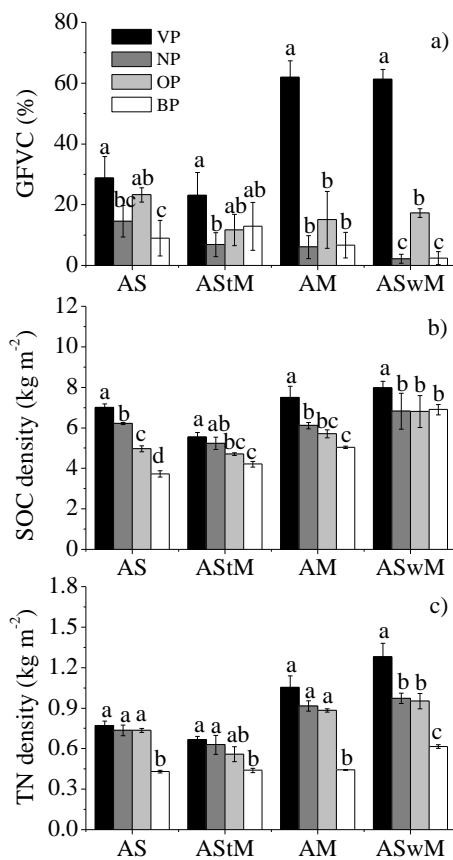 80
60
40
20
0
GFVC (%)
VP
NP
OP
BP
a)
a bc ab c
a b ab ab
a b b b
a c b c
AS AStM AM ASwM
12
10
8
6
4
2
0
SOC density (kg m⁻²)
b)
a b c d
a ab bc c
a b bc c
a b b b
AS AStM AM ASwM
1.8
1.5
1.2
0.9
0.6
0.3
0.0
TN density (kg m⁻²)
c)
a a a b
a a ab b
a a a b
a b b c
AS AStM AM ASwM